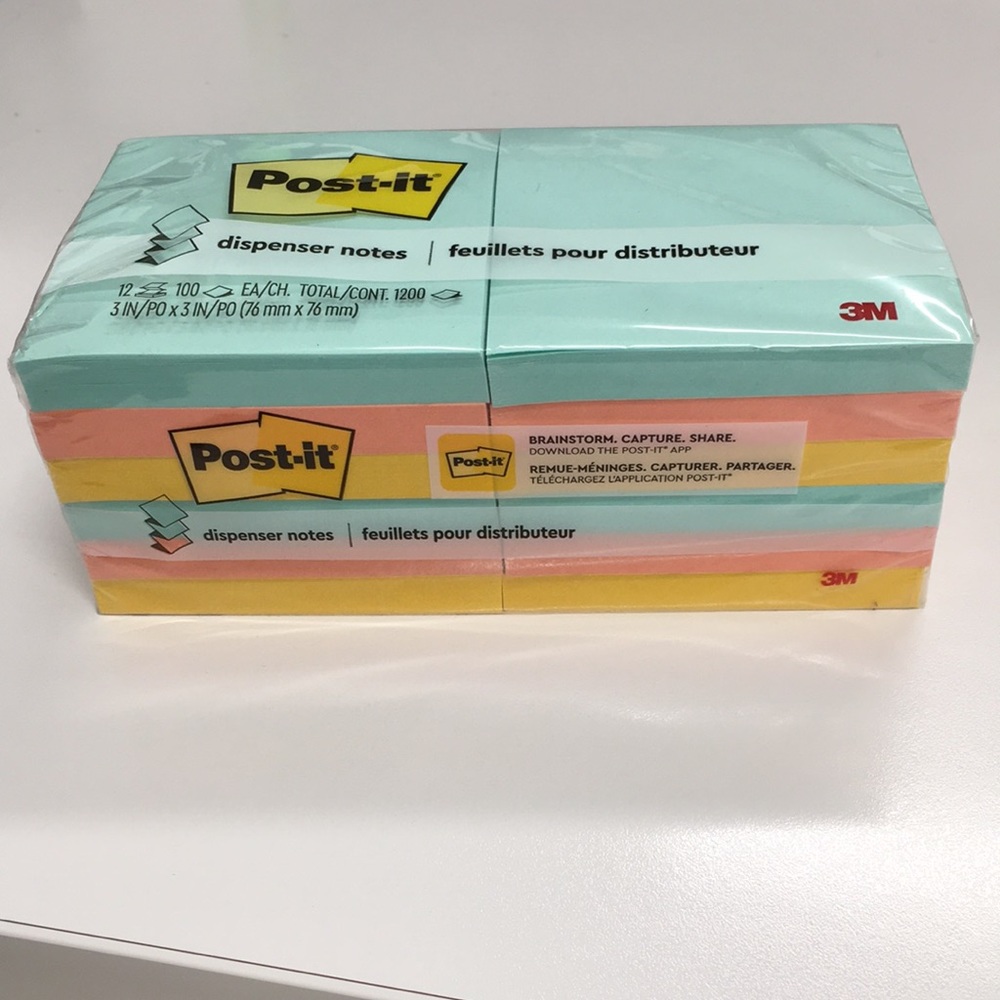 Post-it®
dispenser notes | feuillets pour distributeur
12 100 EA/CH. TOTAL/CONT. 1200
3 IN/PO x 3 IN/PO (76 mm x 76 mm)
3M
Post-it®
Post-it®
BRAINSTORM. CAPTURE. SHARE.
DOWNLOAD THE POST-IT® APP
REMUE-MÉNINGES. CAPTURER. PARTAGER.
TÉLÉCHARGEZ L'APPLICATION POST-IT®
dispenser notes | feuillets pour distributeur
3M